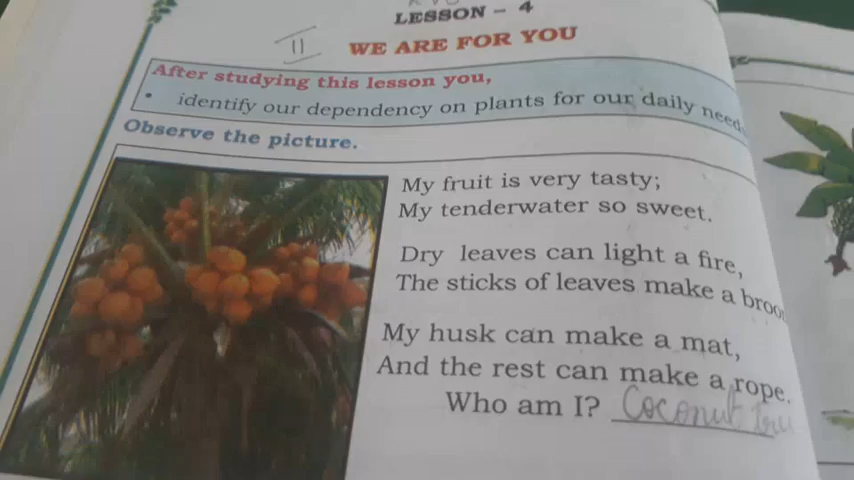 LESSON – 4
II
WE ARE FOR YOU
After studying this lesson you,
• identify our dependency on plants for our daily need
Observe the picture.
My fruit is very tasty;
My tenderwater so sweet.
Dry leaves can light a fire,
The sticks of leaves make a broo
My husk can make a mat,
And the rest can make a rope.
Who am I? Coconut